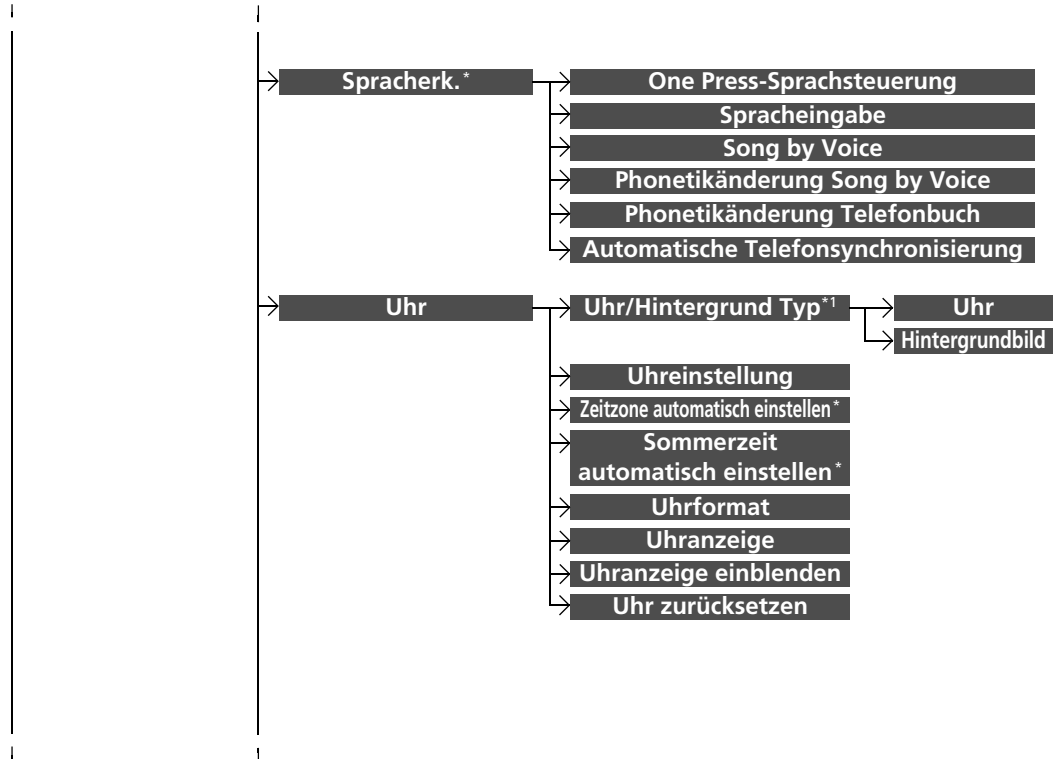 Spracherk.*
One Press-Sprachsteuerung
Spracheingabe
Song by Voice
Phonetikänderung Song by Voice
Phonetikänderung Telefonbuch
Automatische Telefonsynchronisierung
Uhr
Uhr/Hintergrund Typ*1
Uhr
Hintergrundbild
Uhreinstellung
Zeitzone automatisch einstellen*
Sommerzeit
automatisch einstellen*
Uhrformat
Uhranzeige
Uhranzeige einblenden
Uhr zurücksetzen